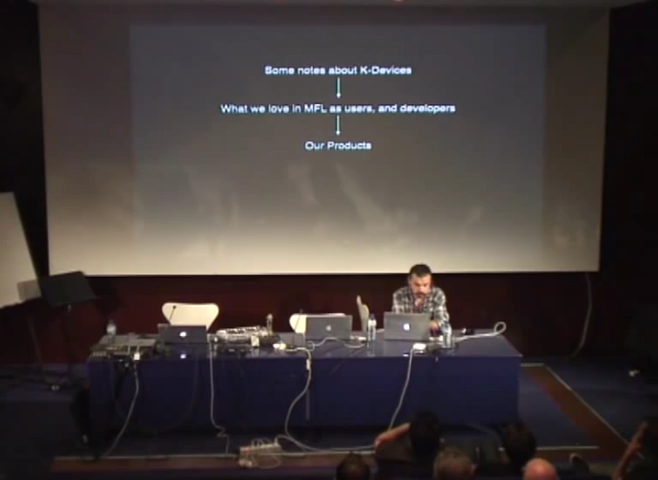 Some notes about K-Devices
What we love in MFL as users, and developers
Our Products